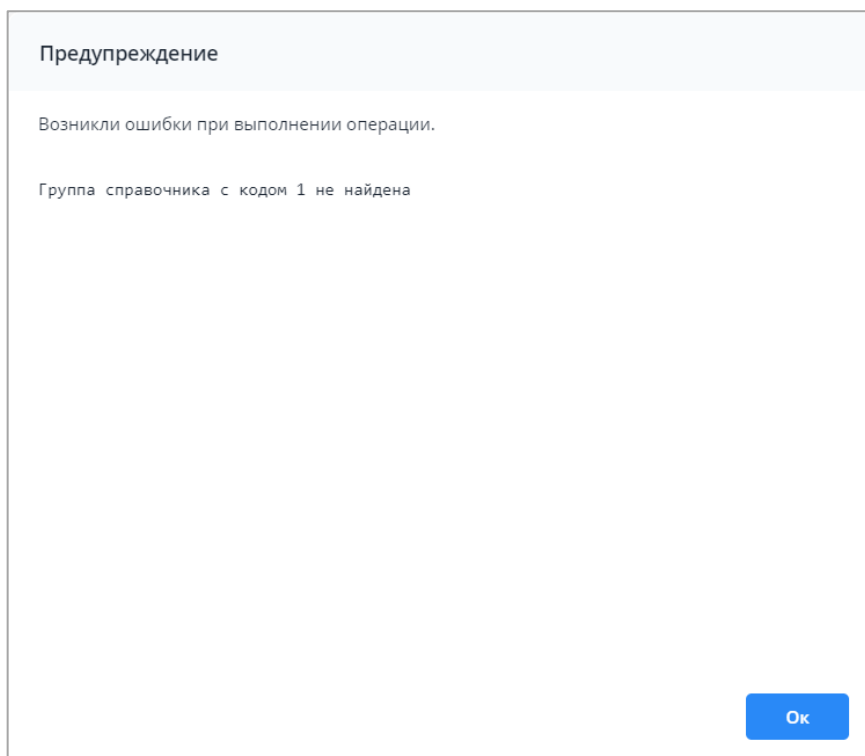 Предупреждение
Возникли ошибки при выполнении операции.
Группа справочника с кодом 1 не найдена
Ок